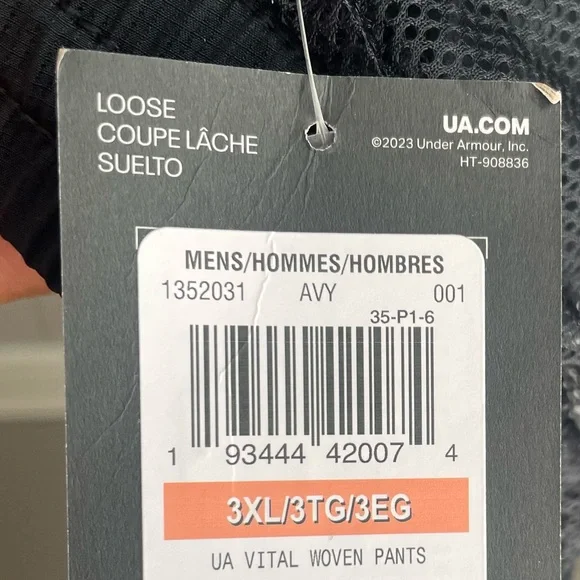 LOOSE
COUPE LÂCHE
SUELTO
UA.COM
©2023 Under Armour, Inc.
HT-908836
MENS/HOMMES/HOMBRES
1352031 AVY 001
35-P1-6
1 93444 42007 4
3XL/3TG/3EG
UA VITAL WOVEN PANTS